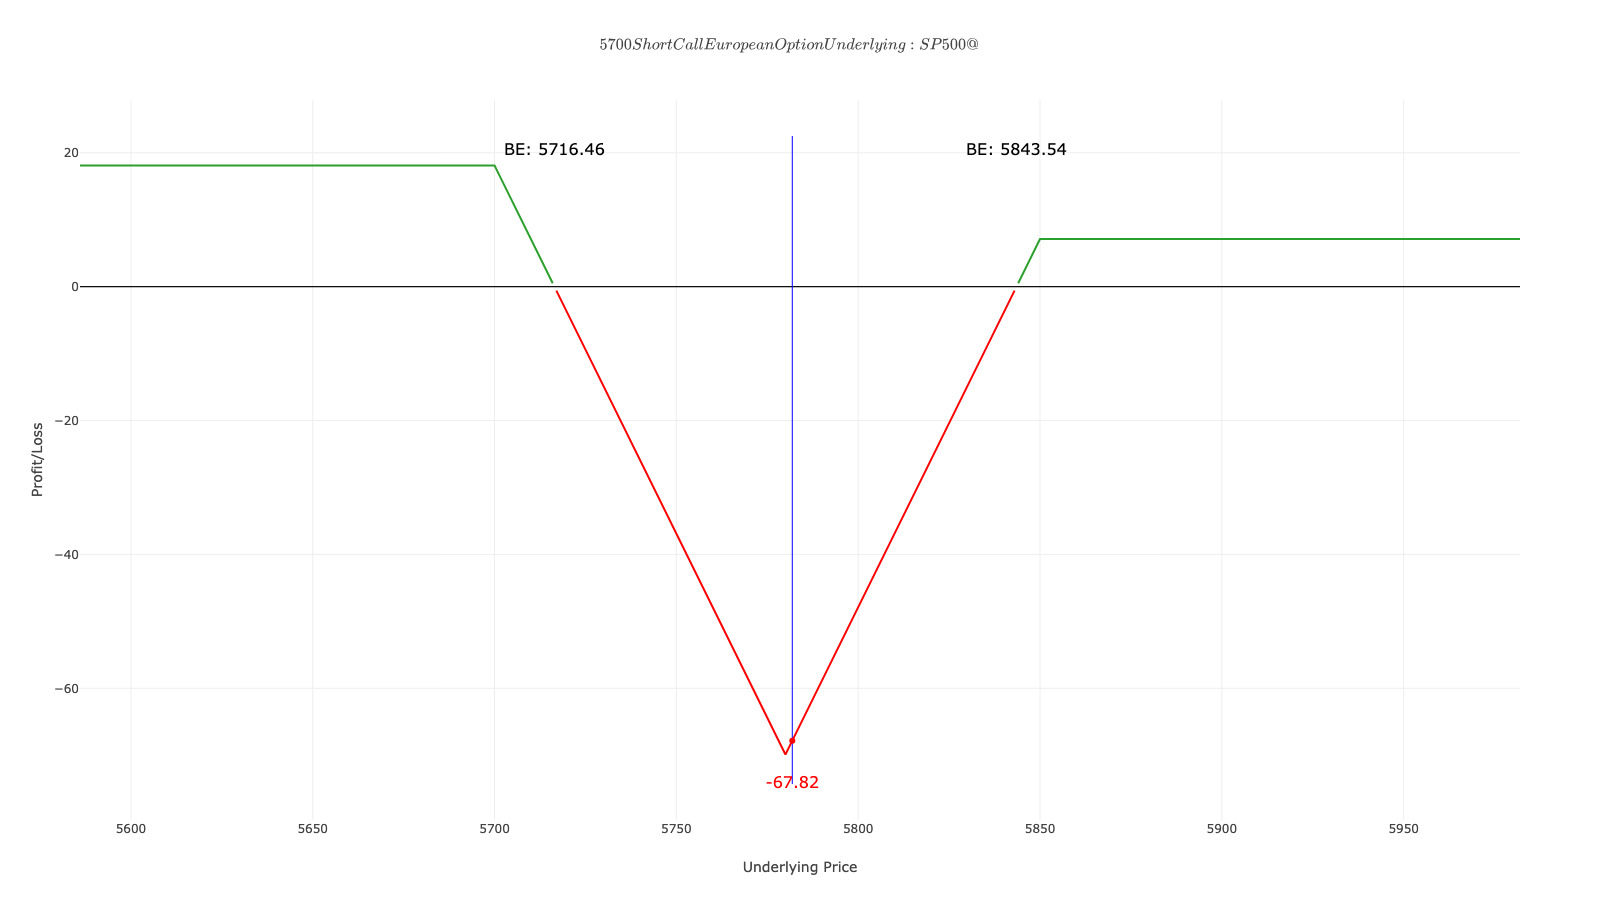 5700ShortCallEuropeanOptionUnderlying : SP500@
BE: 5716.46
BE: 5843.54
20
0
−20
−40
−60
Profit/Loss
-67.82
5600
5650
5700
5750
5800
5850
5900
5950
Underlying Price